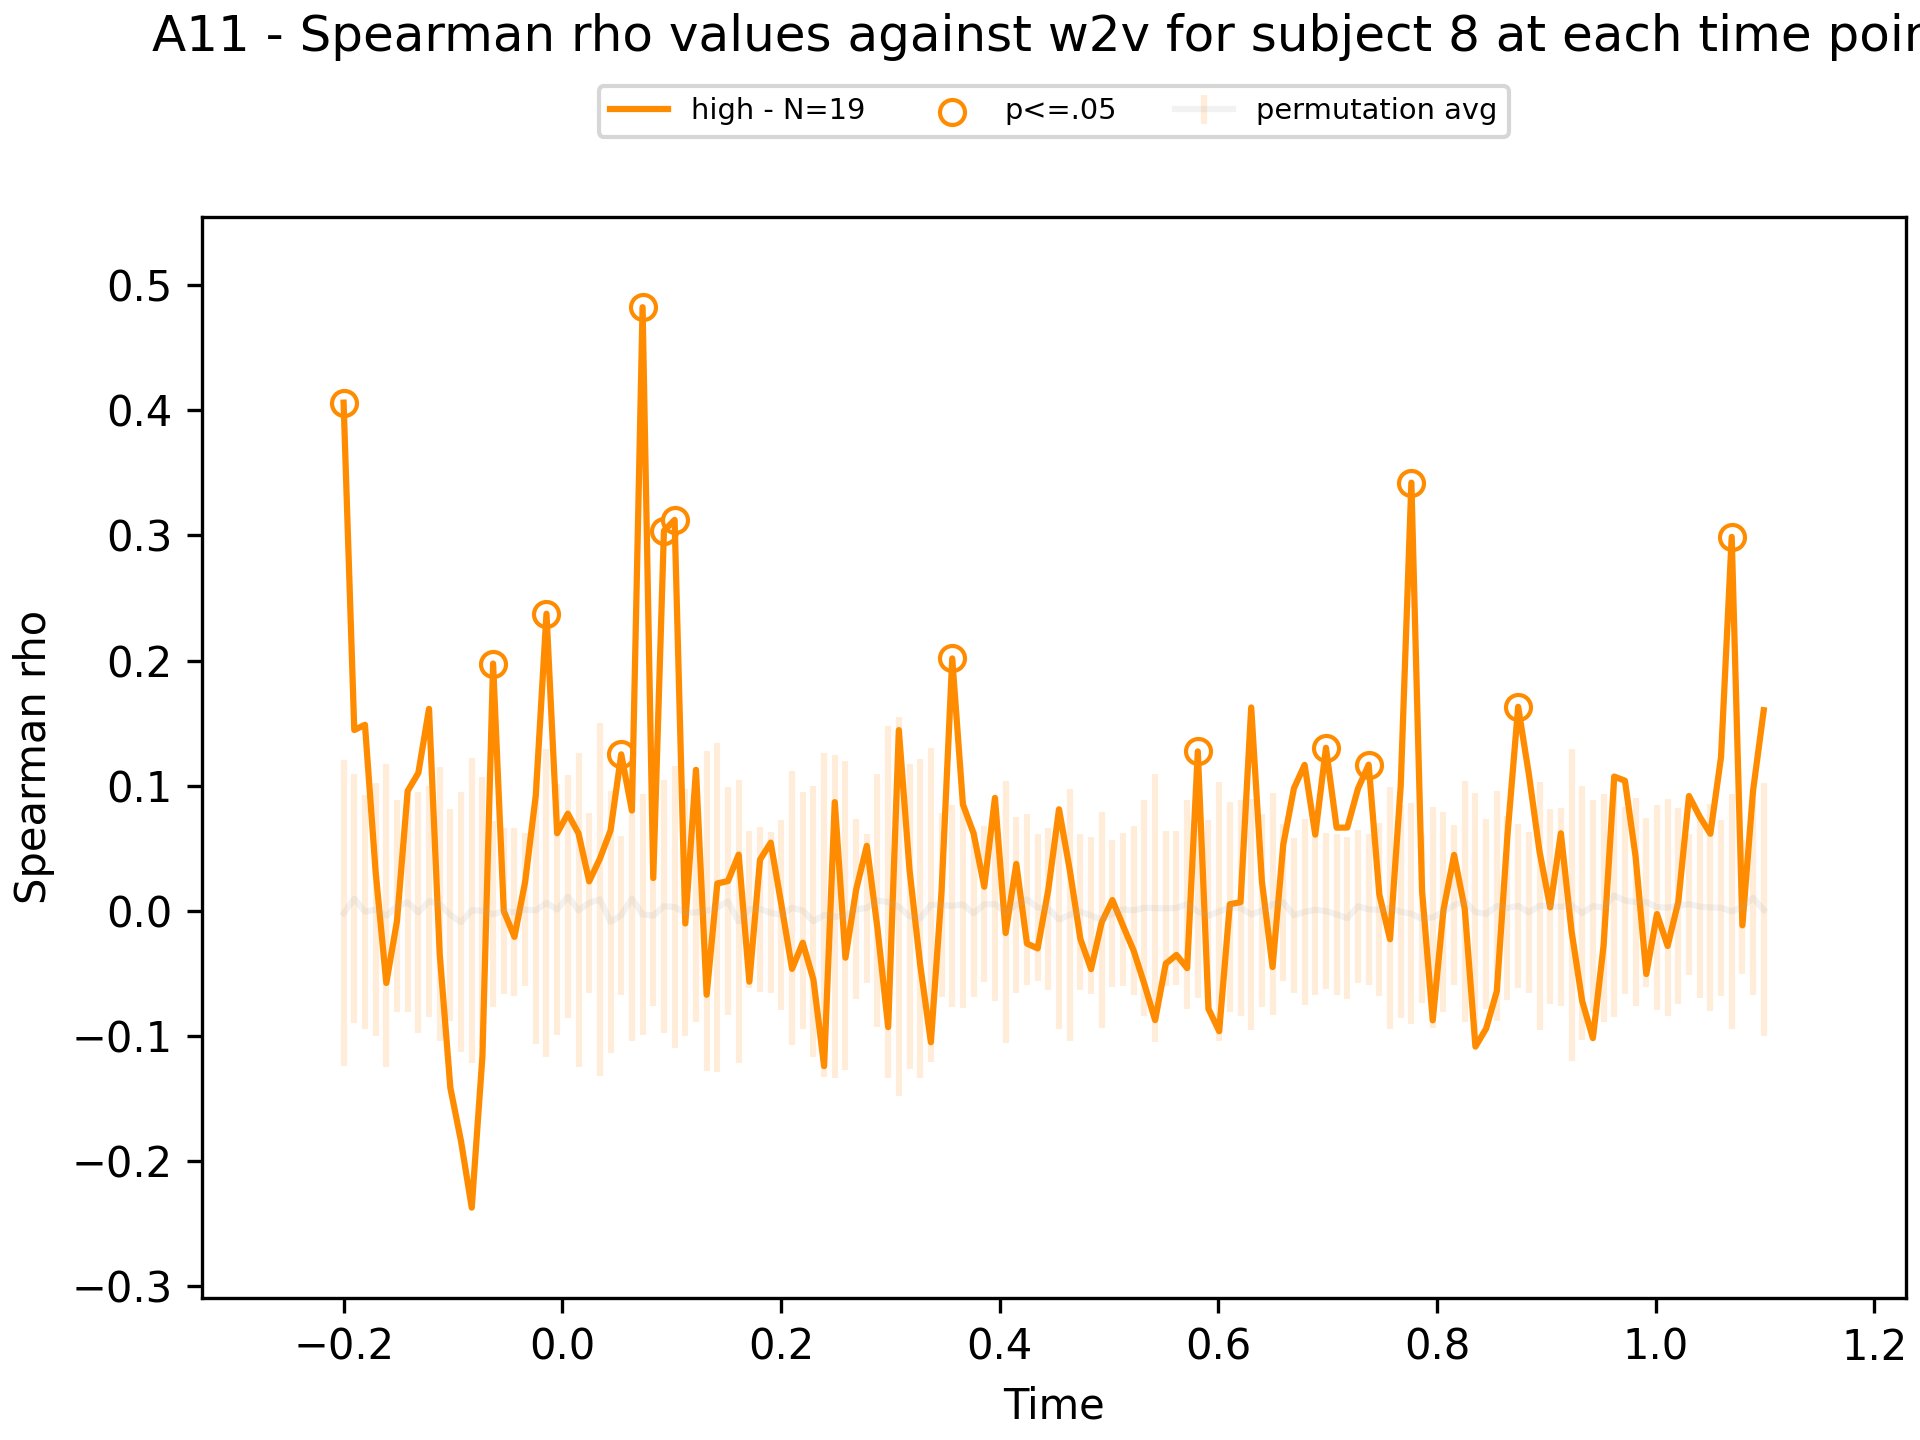 A11 - Spearman rho values against w2v for subject 8 at each time
high - N=19 p<=.05 permutation avg
0.5
0.4
0.3
0.2
0.1
0.0
−0.1
−0.2
−0.3
Spearman rho
−0.2 0.0 0.2 0.4 0.6 0.8 1.0 1.2
Time